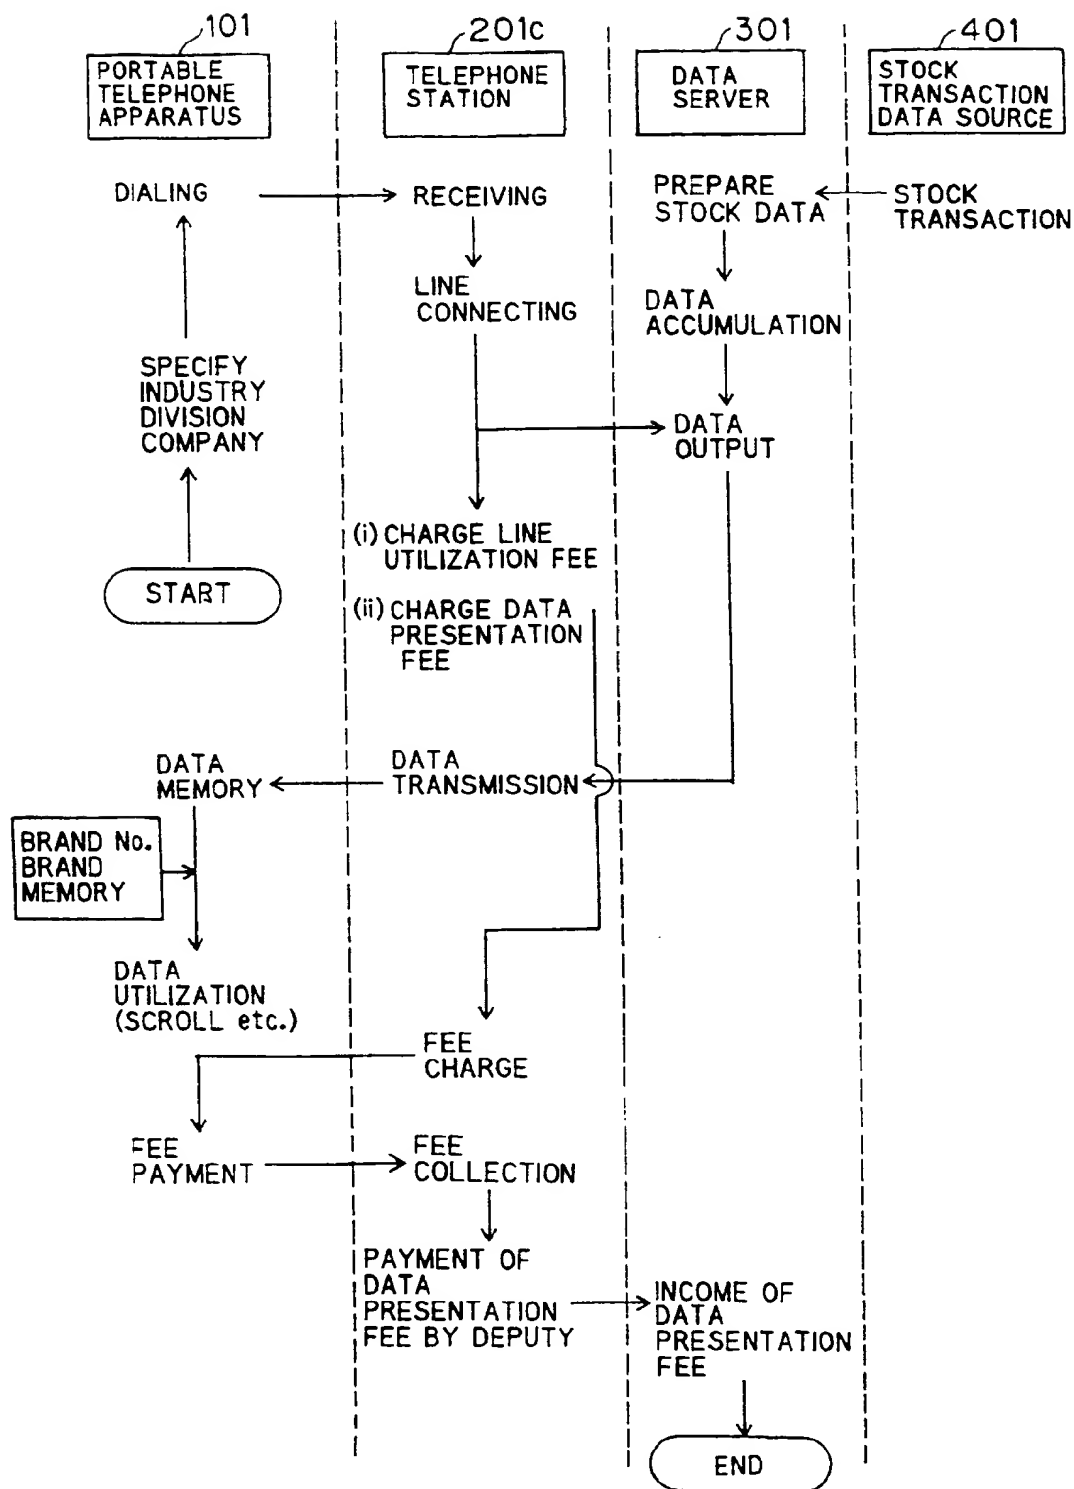 101
201c
301
401
PORTABLE
TELEPHONE
APPARATUS
TELEPHONE
STATION
DATA
SERVER
STOCK
TRANSACTION
DATA SOURCE
DIALING
RECEIVING
PREPARE
STOCK DATA
STOCK
TRANSACTION
LINE
CONNECTING
DATA
ACCUMULATION
SPECIFY
INDUSTRY
DIVISION
COMPANY
DATA
OUTPUT
START
(i) CHARGE LINE
UTILIZATION FEE
(ii) CHARGE DATA
PRESENTATION
FEE
DATA
MEMORY
DATA
TRANSMISSION
BRAND No.
BRAND
MEMORY
DATA
UTILIZATION
(SCROLL etc.)
FEE
CHARGE
FEE
PAYMENT
FEE
COLLECTION
PAYMENT OF
DATA
PRESENTATION
FEE BY DEPUTY
INCOME OF
DATA
PRESENTATION
FEE
END